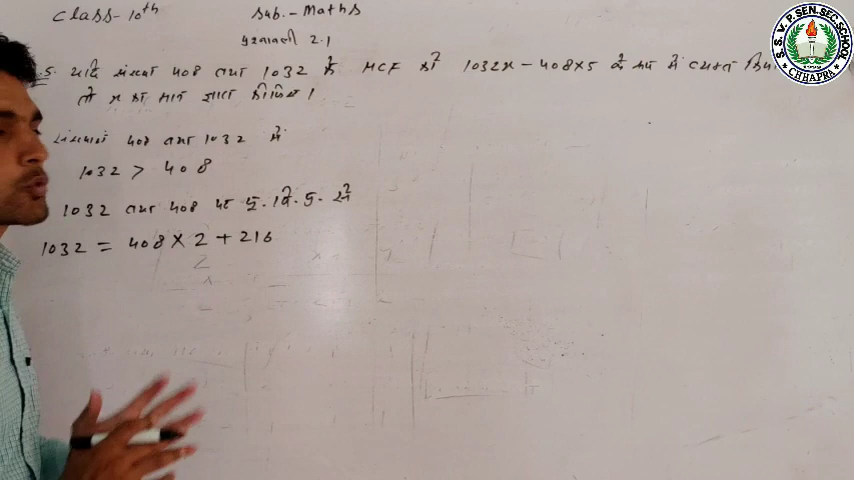 Class- 10th Sub.- Maths
प्रश्नावली 2.1
5. यदि संख्या 408 तथा 1032 के HCF को 1032x - 408×5 के रूप में व्यक्त किया
तो x का मान ज्ञात कीजिए।
संख्याओं 408 तथा 1032 में
1032 > 408
1032 तथा 408 पर यू. वि. प्र. से
1032 = 408 × 2 + 216
S. S. V. P. SEN. SEC. SCHOOL
CHHAPRA